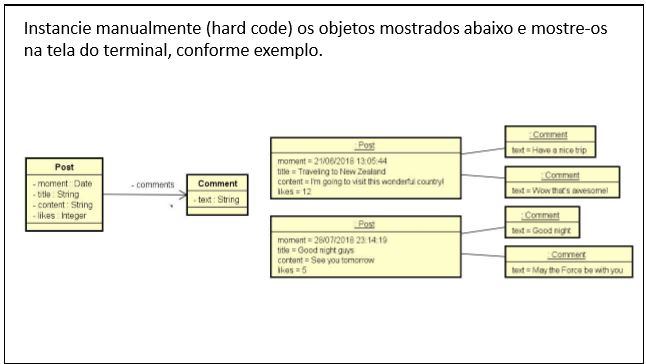 Instancie manualmente (hard code) os objetos mostrados abaixo e mostre-os
na tela do terminal, conforme exemplo.
Post
- moment : Date
- title : String
- content : String
- likes : Integer
- comments
*
Comment
- text : String
: Post
moment = 21/06/2018 13:05:44
title = Traveling to New Zealand
content = I'm going to visit this wonderful country!
likes = 12
: Comment
text = Have a nice trip
: Comment
text = Wow that's awesome!
: Post
moment = 28/07/2018 23:14:19
title = Good night guys
content = See you tomorrow
likes = 5
: Comment
text = Good night
: Comment
text = May the Force be with you